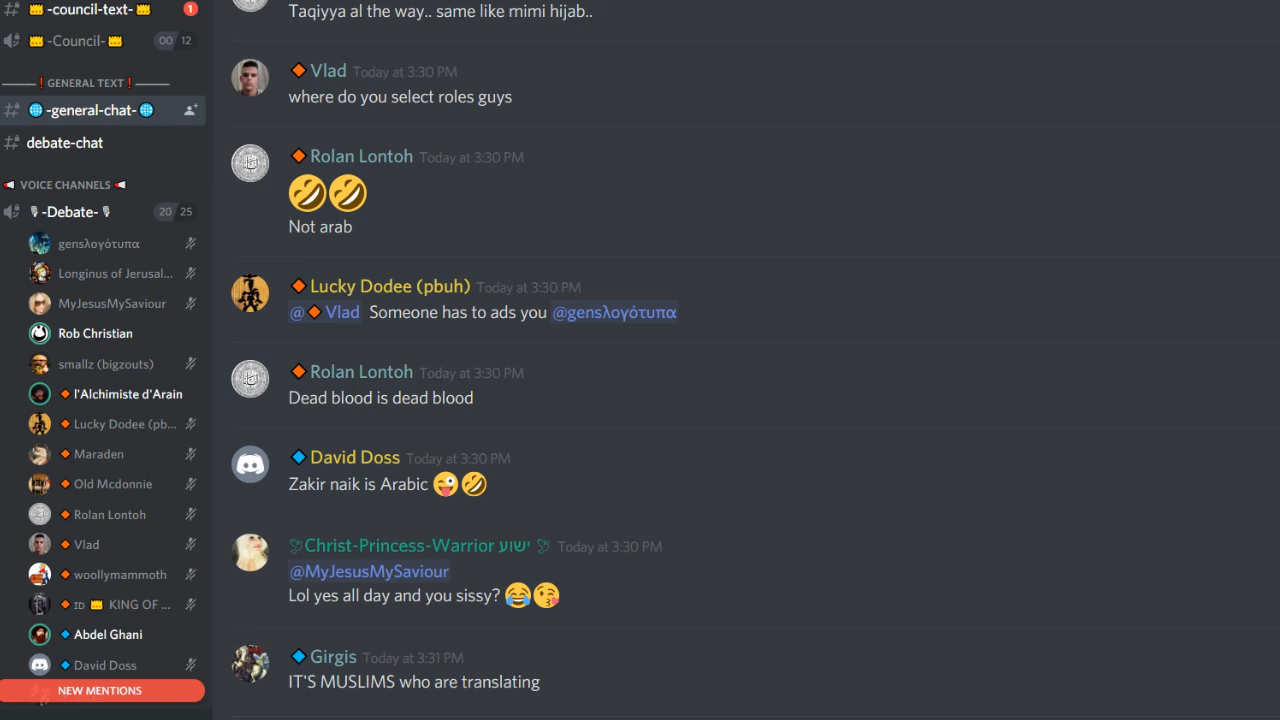 -council-text-
1
-Council-
00 12
GENERAL TEXT
-general-chat-
debate-chat
VOICE CHANNELS
-Debate-
20 25
gensλογότυπα
Longinus of Jerusal...
MyJesusMySaviour
Rob Christian
smallz (bigzouts)
l'Alchimiste d'Arain
Lucky Dodee (pb...
Maraden
Old Mcdonnie
Rolan Lontoh
Vlad
woollymammoth
ID 👑 KING OF ...
Abdel Ghani
David Doss
NEW MENTIONS
Taqiyya al the way.. same like mimi hijab..
Vlad Today at 3:30 PM
where do you select roles guys
Rolan Lontoh Today at 3:30 PM
🤣🤣
Not arab
Lucky Dodee (pbuh) Today at 3:30 PM
@🔸Vlad Someone has to ads you @gensλογότυπα
Rolan Lontoh Today at 3:30 PM
Dead blood is dead blood
David Doss Today at 3:30 PM
Zakir naik is Arabic 😜🤣
🕊Christ-Princess-Warrior ישוע 🕊 Today at 3:30 PM
@MyJesusMySaviour
Lol yes all day and you sissy? 😂😘
Girgis Today at 3:31 PM
IT'S MUSLIMS who are translating